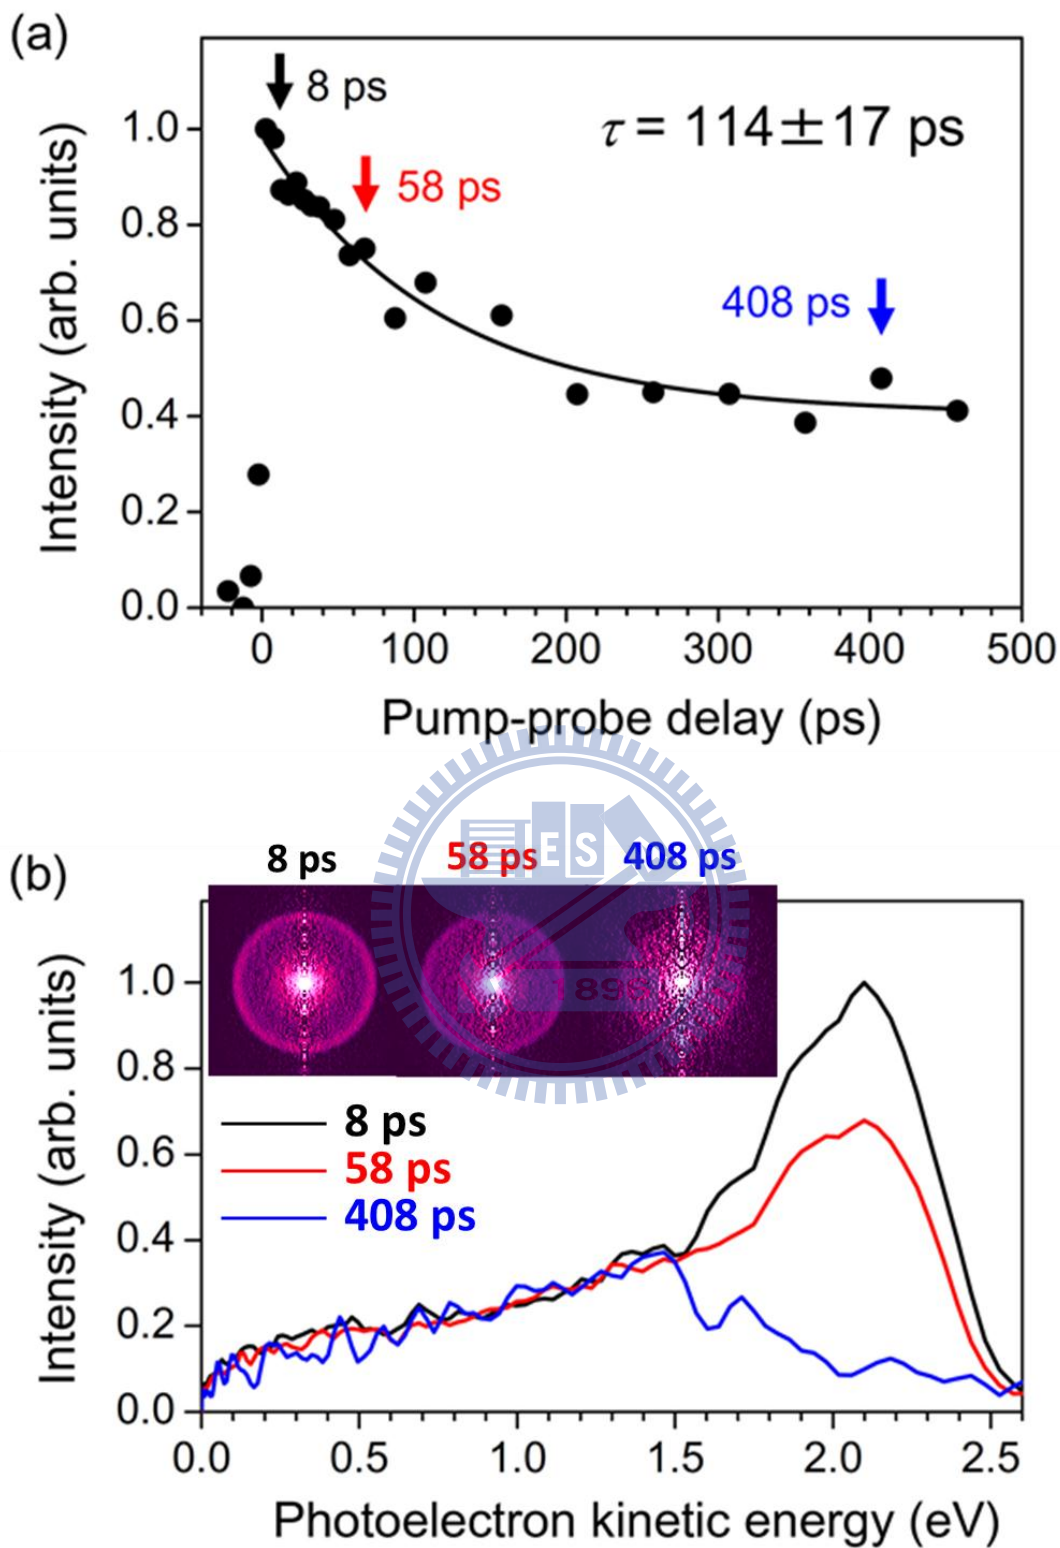 (a)
8 ps
τ = 114±17 ps
58 ps
408 ps
Intensity (arb. units)
1.0
0.8
0.6
0.4
0.2
0.0
0 100 200 300 400 500
Pump-probe delay (ps)
(b)
8 ps 58 ps 408 ps
ES
189
Intensity (arb. units)
1.0
0.8
0.6
0.4
0.2
0.0
8 ps
58 ps
408 ps
0.0 0.5 1.0 1.5 2.0 2.5
Photoelectron kinetic energy (eV)